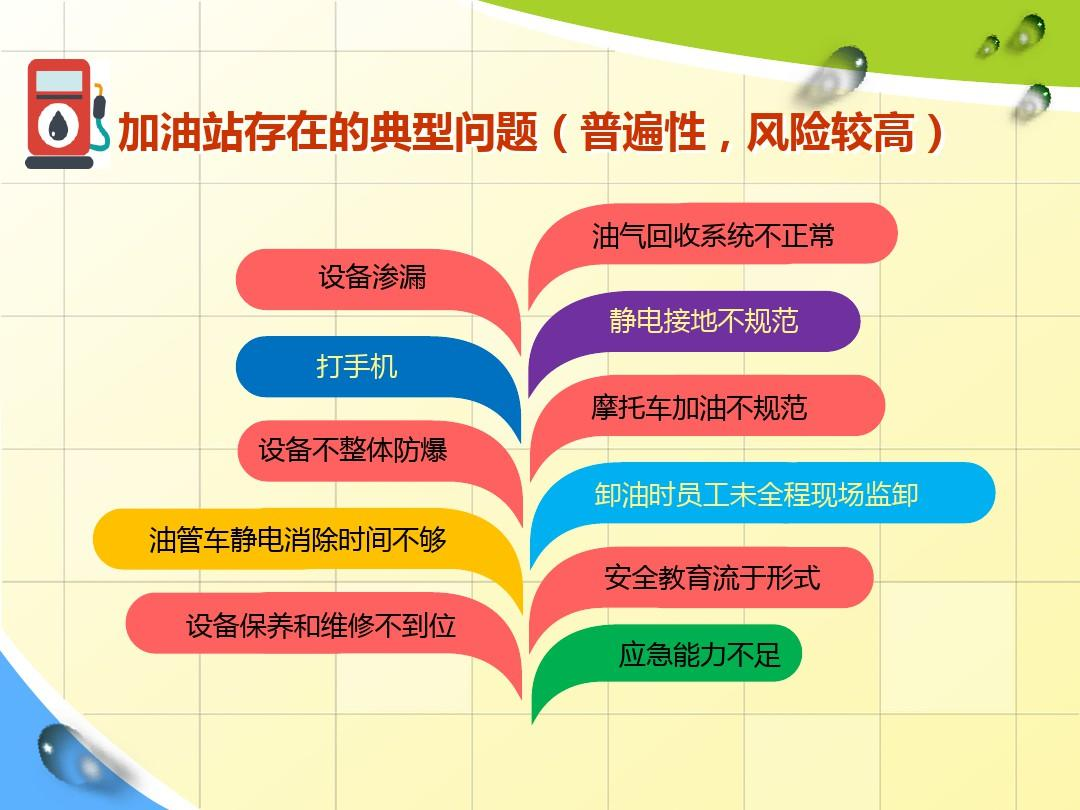 加油站存在的典型问题（普遍性，风险较高）
油气回收系统不正常
设备渗漏
静电接地不规范
打手机
摩托车加油不规范
设备不整体防爆
卸油时员工未全程现场监卸
油管车静电消除时间不够
安全教育流于形式
设备保养和维修不到位
应急能力不足